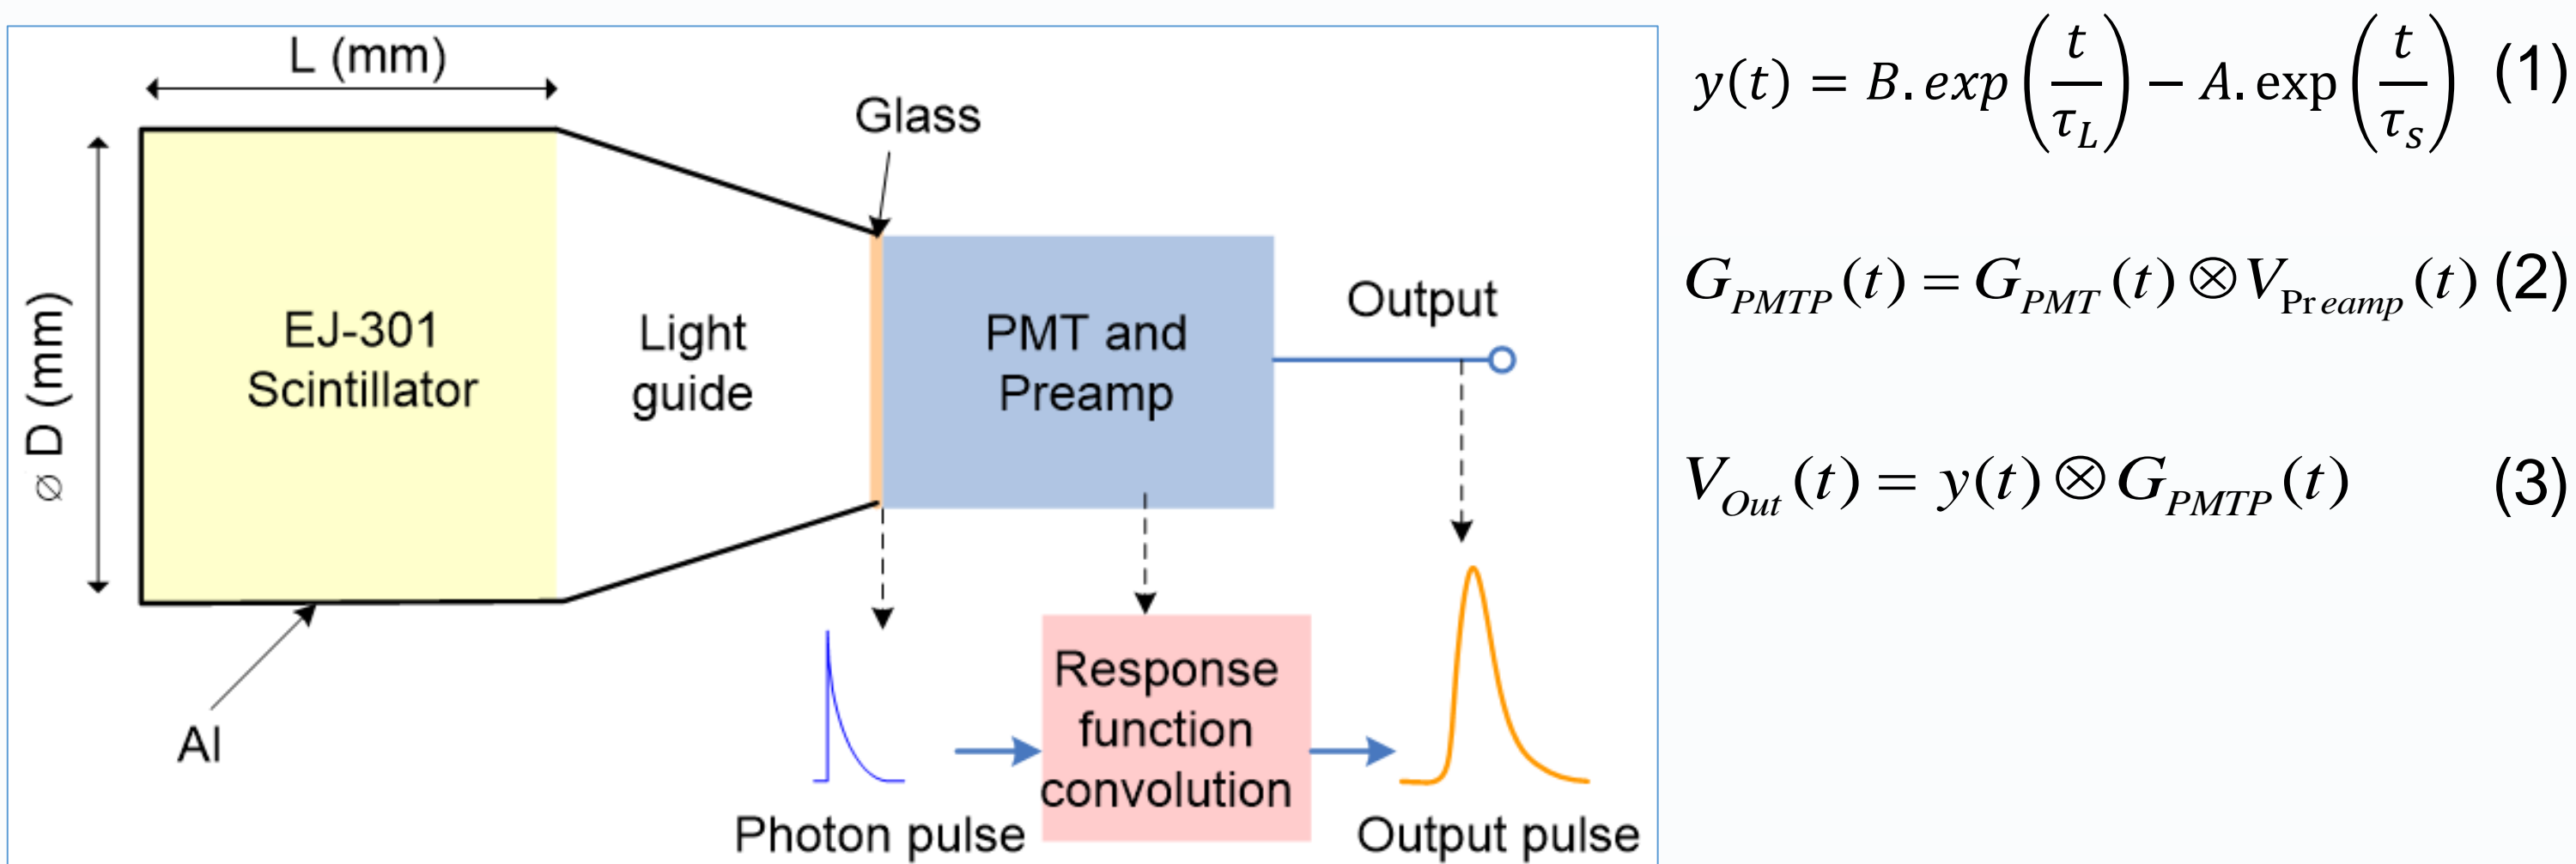 L (mm)
Glass
ø D (mm)
EJ-301
Scintillator
Light
guide
PMT and
Preamp
Output
Al
Response
function
convolution
Photon pulse
Output pulse
y(t) = B.exp(t/τ_L) − A.exp(t/τ_s) (1)
G_PMTP(t) = G_PMT(t) ⊗ V_Preamp(t) (2)
V_Out(t) = y(t) ⊗ G_PMTP(t) (3)